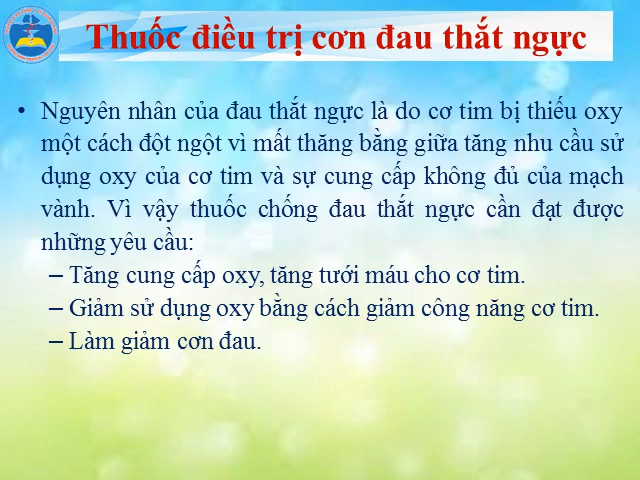 Thuốc điều trị cơn đau thắt ngực
• Nguyên nhân của đau thắt ngực là do cơ tim bị thiếu oxy
một cách đột ngột vì mất thăng bằng giữa tăng nhu cầu sử
dụng oxy của cơ tim và sự cung cấp không đủ của mạch
vành. Vì vậy thuốc chống đau thắt ngực cần đạt được
những yêu cầu:
– Tăng cung cấp oxy, tăng tưới máu cho cơ tim.
– Giảm sử dụng oxy bằng cách giảm công năng cơ tim.
– Làm giảm cơn đau.